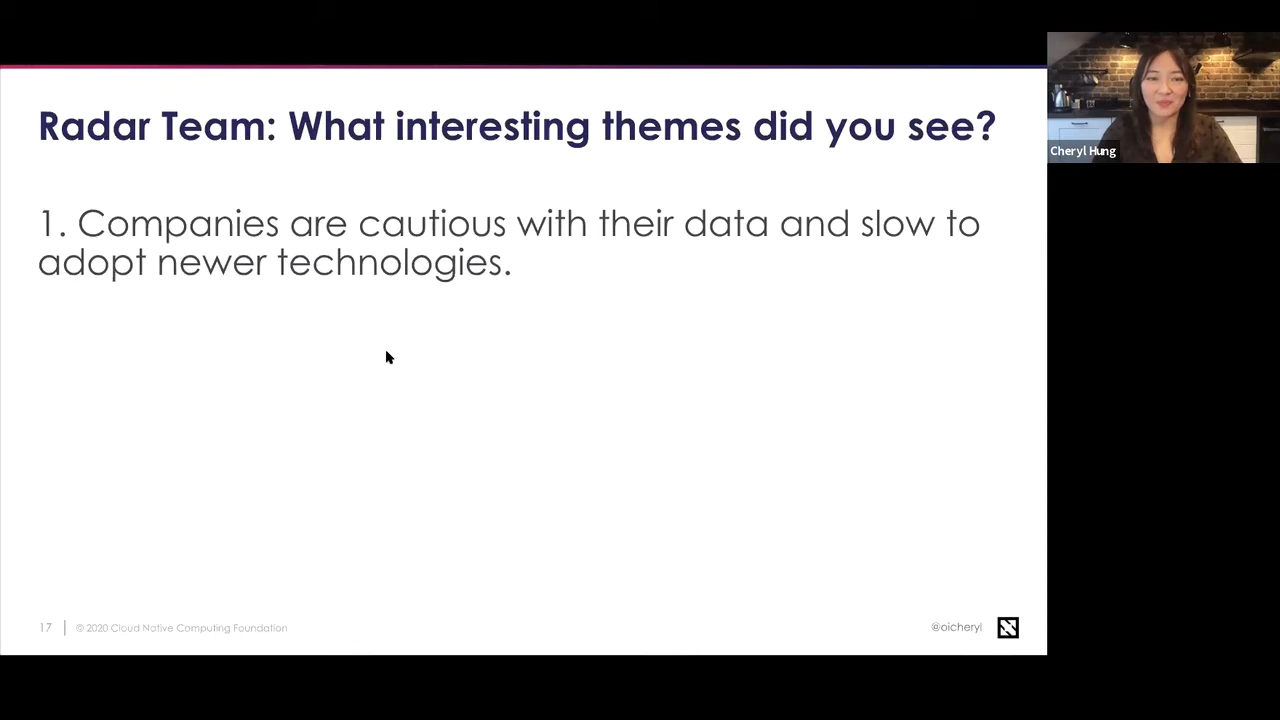 Radar Team: What interesting themes did you see?
1. Companies are cautious with their data and slow to
adopt newer technologies.
17
© 2020 Cloud Native Computing Foundation
@oicheryl
Cheryl Hung